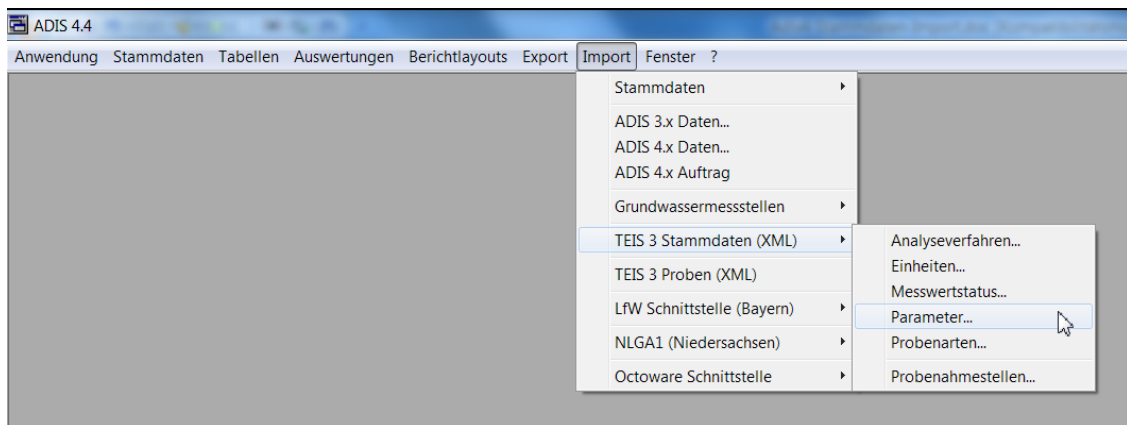 ADIS 4.4
Anwendung Stammdaten Tabellen Auswertungen Berichtlayouts Export Import Fenster ?
Stammdaten
ADIS 3.x Daten...
ADIS 4.x Daten...
ADIS 4.x Auftrag
Grundwassermessstellen
TEIS 3 Stammdaten (XML)
TEIS 3 Proben (XML)
LfW Schnittstelle (Bayern)
NLGA1 (Niedersachsen)
Octoware Schnittstelle
Analyseverfahren...
Einheiten...
Messwertstatus...
Parameter...
Probenarten...
Probenahmestellen...